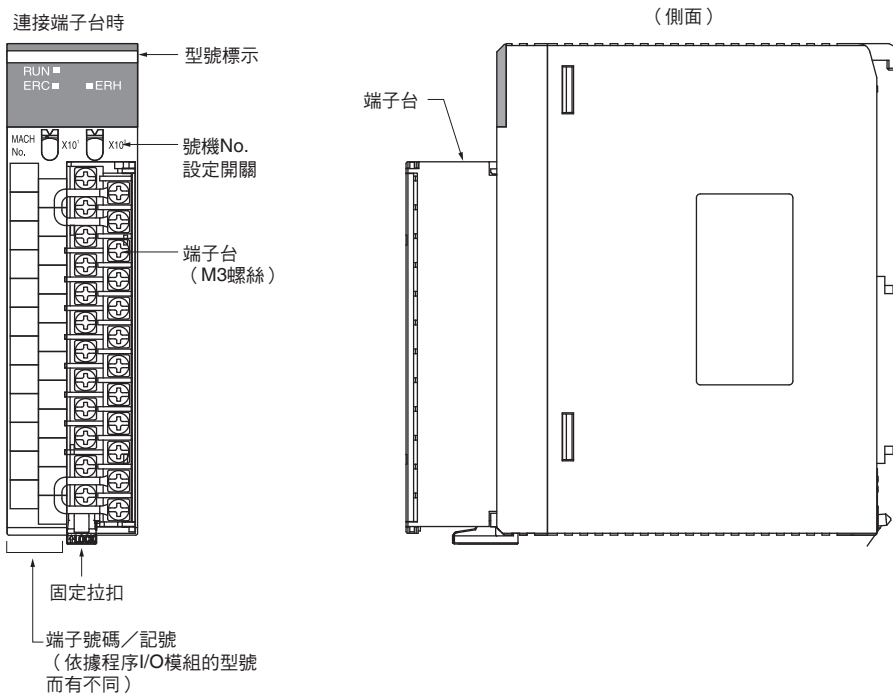 連接端子台時
（側面）
型號標示
RUN
ERC
ERH
端子台
MACH
No.
X10¹
X10⁰
號機No.
設定開關
端子台
（M3螺絲）
固定拉扣
端子號碼／記號
（依據程序I/O模組的型號
而有不同）